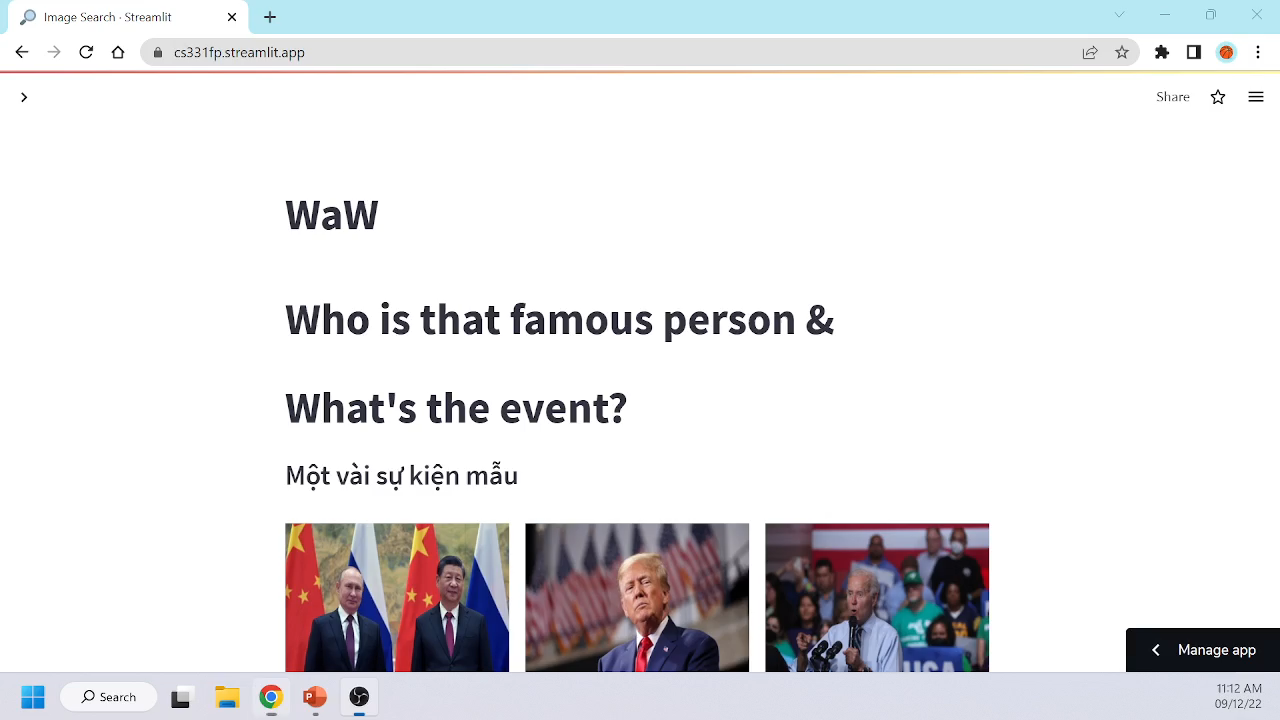 Image Search · Streamlit
cs331fp.streamlit.app
Share
WaW
Who is that famous person &
What's the event?
Một vài sự kiện mẫu
USA
Manage app
Search
11:12 AM
09/12/22